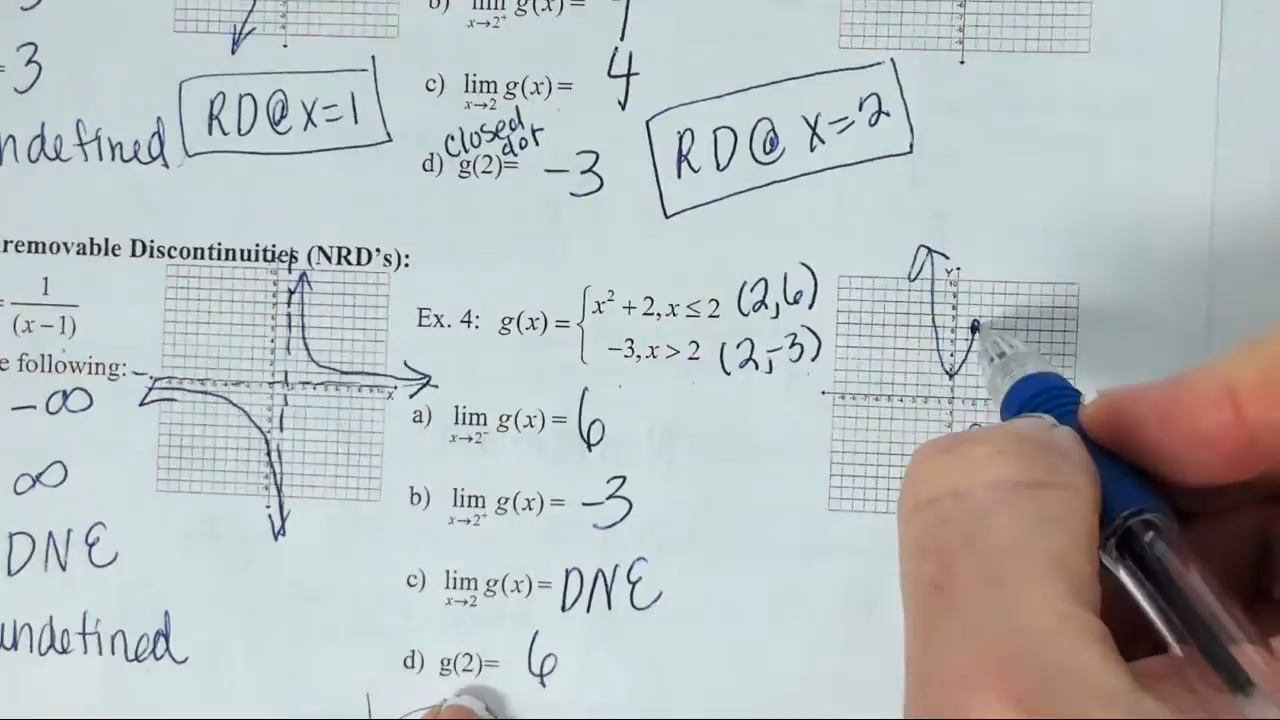 b) lim g(x)=
x→2⁺
=3
c) lim g(x)= 4
x→2
RD@X=1
RD@ X=2
undefined
closed dot
d) g(2)= -3
removable Discontinuities (NRD's):
= 1/(x-1)
Ex. 4: g(x)= { x²+2, x≤2 (2,6)
-3, x>2 (2,-3)
e following:
-∞
a) lim g(x)= 6
x→2⁻
∞
b) lim g(x)= -3
x→2⁺
DNE
c) lim g(x)= DNE
x→2
undefined
d) g(2)= 6